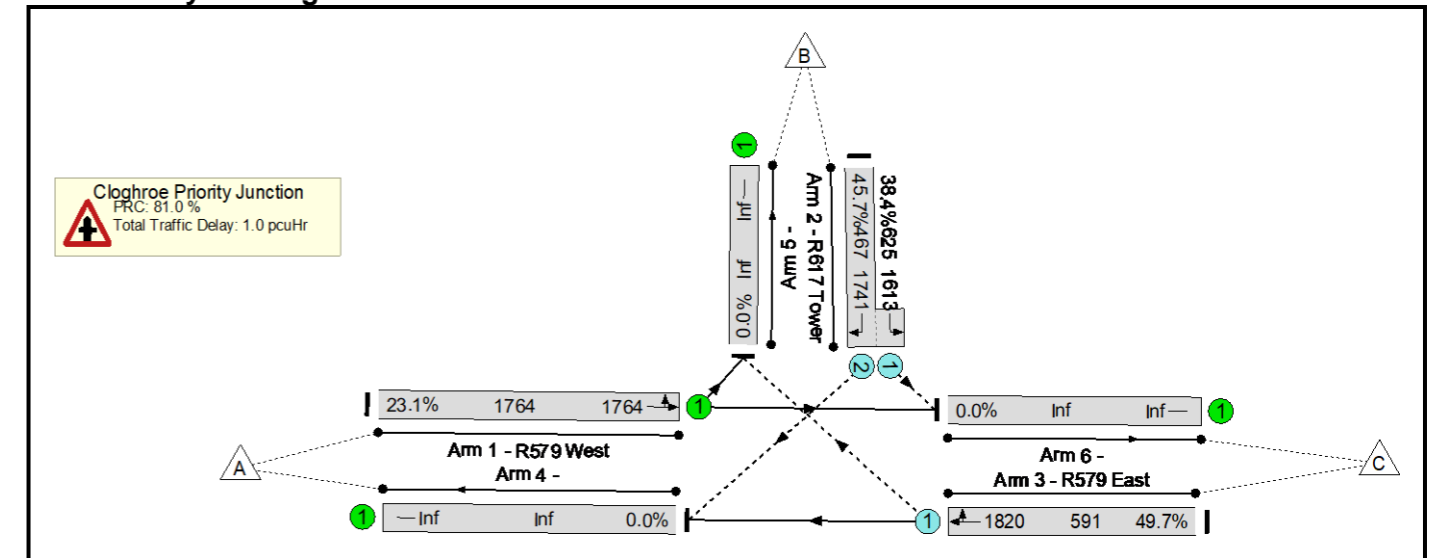 B
Cloghroe Priority Junction
PRC: 81.0 %
Total Traffic Delay: 1.0 pcuHr
1
Inf Inf 0.0%
Arm 5 -
Arm 2 - R617 Tower
45.7% 467 1741
38.4% 625 1613
2 1
23.1% 1764 1764
1
0.0% Inf Inf
1
Arm 1 - R579 West
Arm 4 -
A
Arm 6 -
Arm 3 - R579 East
C
1
Inf Inf 0.0%
1
1820 591 49.7%